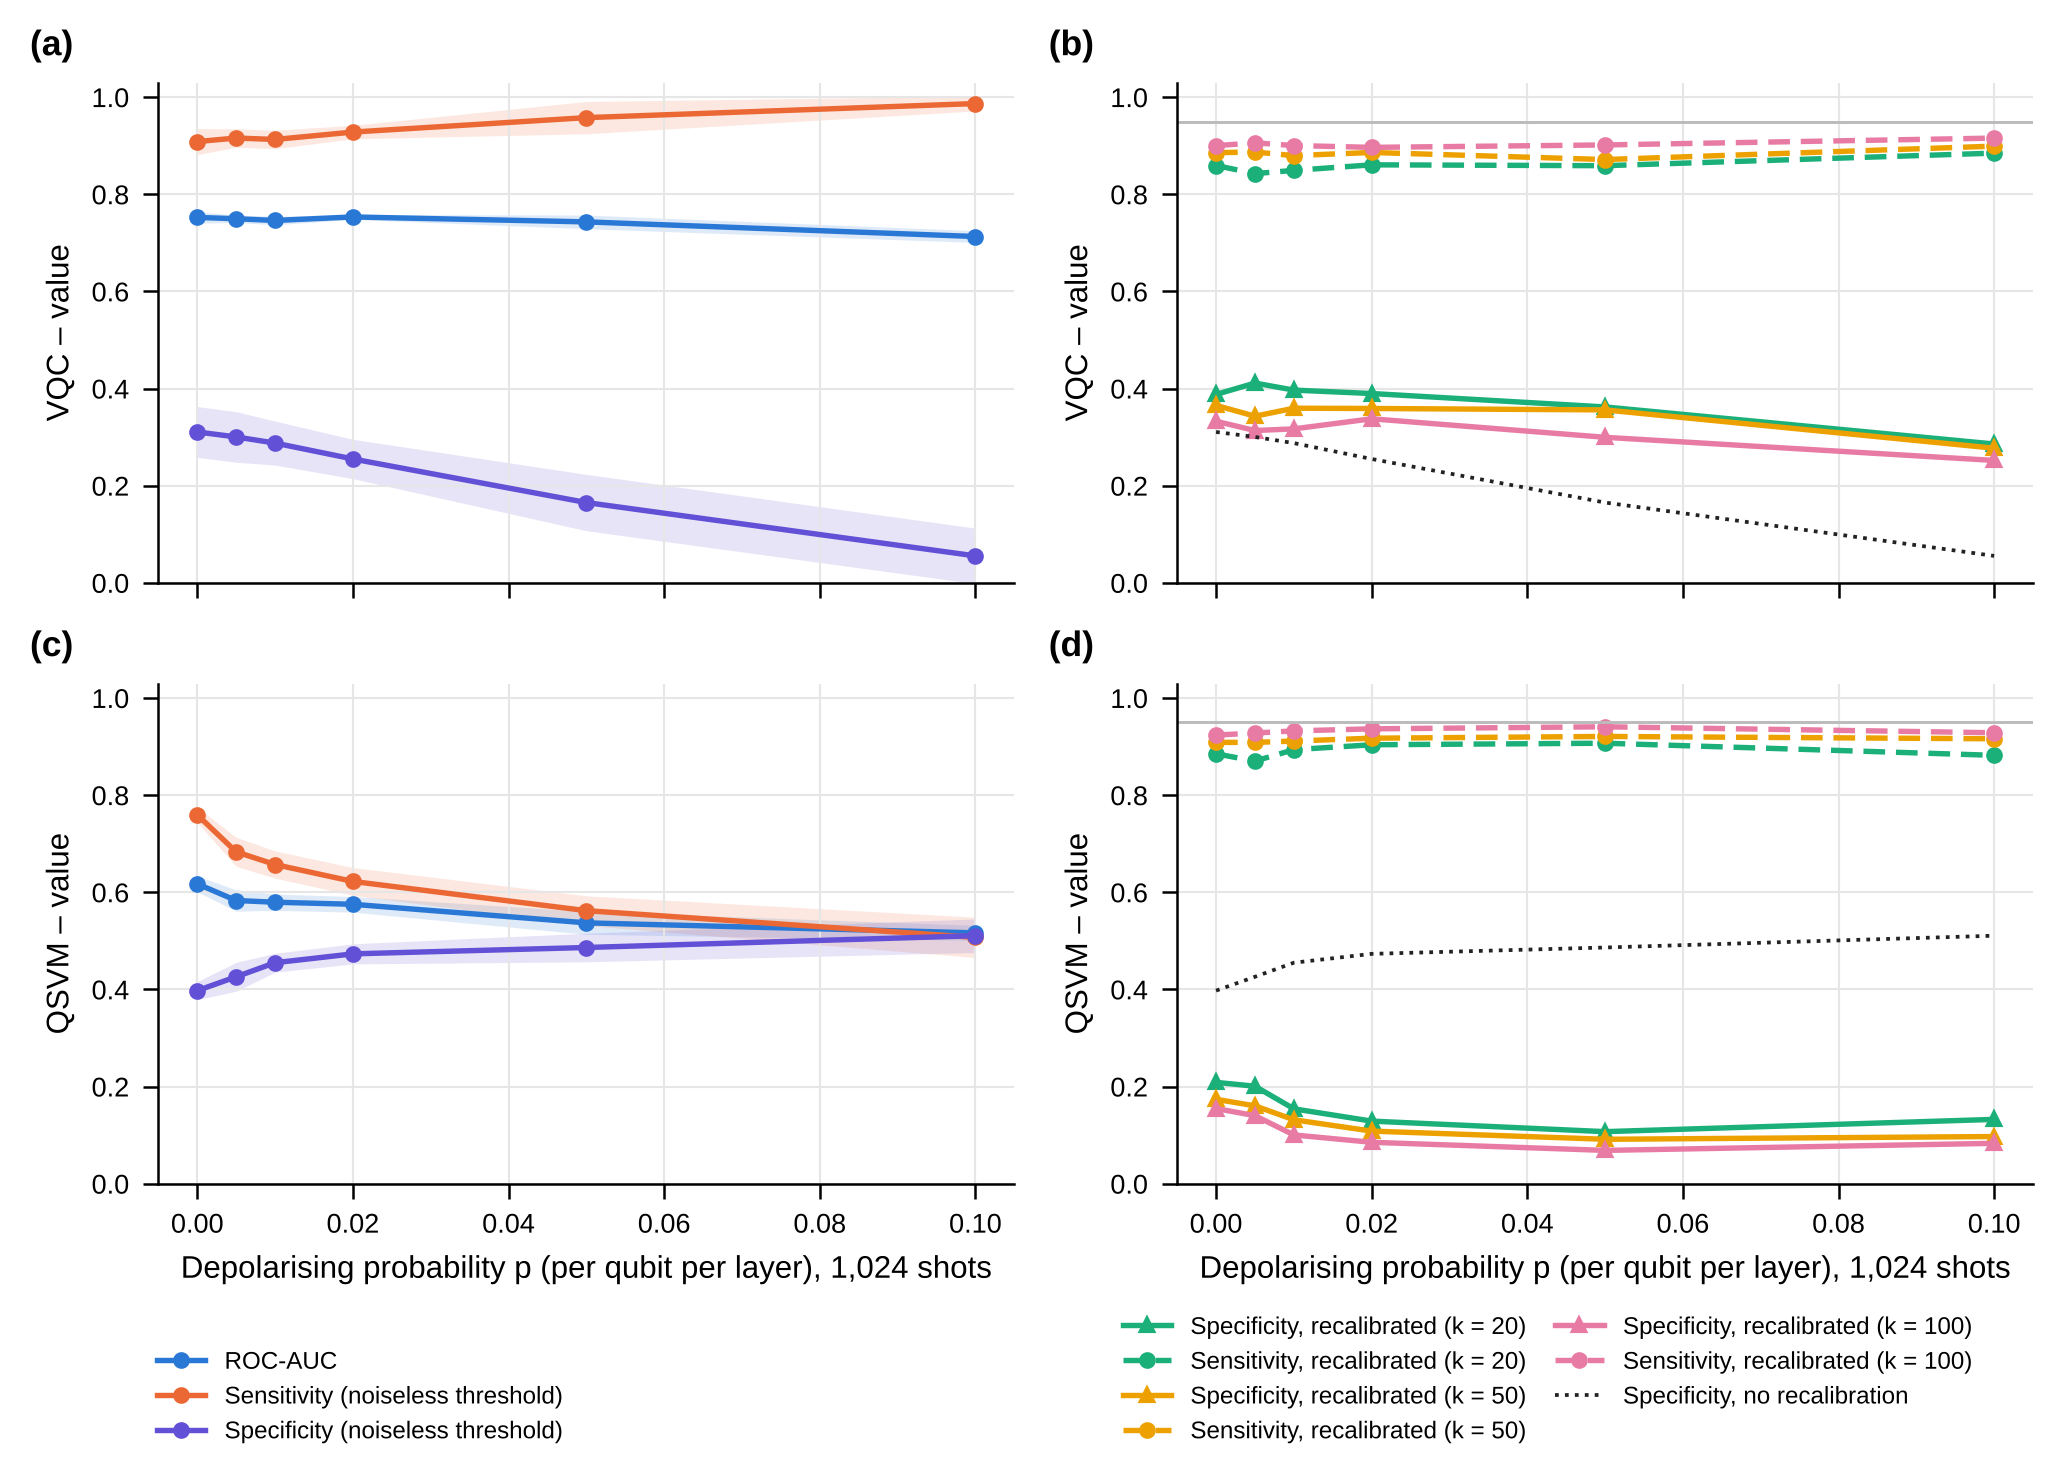 (a)
(b)
1.0
0.8
0.6
0.4
0.2
0.0
VQC – value
1.0
0.8
0.6
0.4
0.2
0.0
VQC – value
(c)
(d)
1.0
0.8
0.6
0.4
0.2
0.0
QSVM – value
0.00 0.02 0.04 0.06 0.08 0.10
Depolarising probability p (per qubit per layer), 1,024 shots
1.0
0.8
0.6
0.4
0.2
0.0
QSVM – value
0.00 0.02 0.04 0.06 0.08 0.10
Depolarising probability p (per qubit per layer), 1,024 shots
ROC-AUC
Sensitivity (noiseless threshold)
Specificity (noiseless threshold)
Specificity, recalibrated (k = 20)
Sensitivity, recalibrated (k = 20)
Specificity, recalibrated (k = 50)
Sensitivity, recalibrated (k = 50)
Specificity, recalibrated (k = 100)
Sensitivity, recalibrated (k = 100)
Specificity, no recalibration